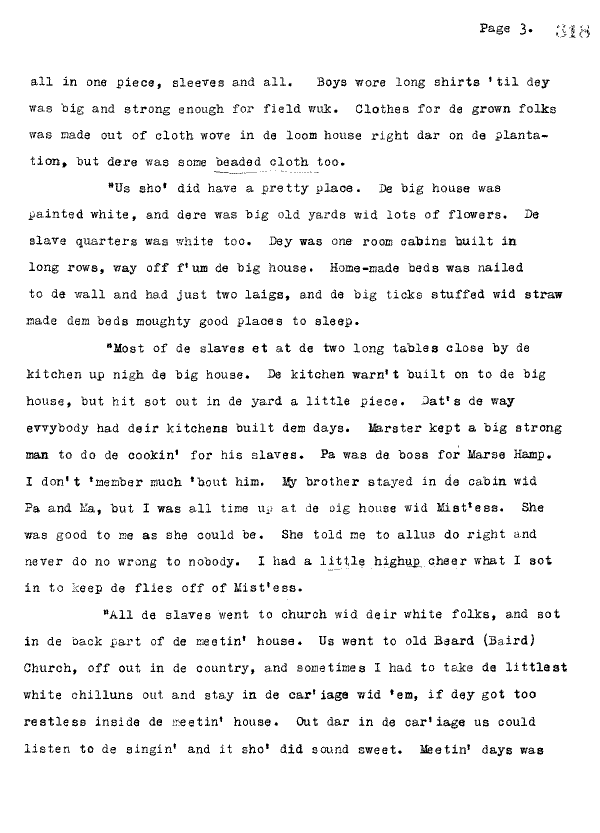 Page 3. 318
all in one piece, sleeves and all. Boys wore long shirts 'til dey
was big and strong enough for field wuk. Clothes for de grown folks
was made out of cloth wove in de loom house right dar on de planta-
tion, but dere was some beaded cloth too.
"Us sho' did have a pretty place. De big house was
painted white, and dere was big old yards wid lots of flowers. De
slave quarters was white too. Dey was one room cabins built in
long rows, way off f'um de big house. Home-made beds was nailed
to de wall and had just two laigs, and de big ticks stuffed wid straw
made dem beds moughty good places to sleep.
"Most of de slaves et at de two long tables close by de
kitchen up nigh de big house. De kitchen warn't built on to de big
house, but hit sot out in de yard a little piece. Dat's de way
evvybody had deir kitchens built dem days. Marster kept a big strong
man to do de cookin' for his slaves. Pa was de boss for Marse Hamp.
I don't 'member much 'bout him. My brother stayed in de cabin wid
Pa and Ma, but I was all time up at de big house wid Mist'ess. She
was good to me as she could be. She told me to allus do right and
never do no wrong to nobody. I had a little highup cheer what I sot
in to keep de flies off of Mist'ess.
"All de slaves went to church wid deir white folks, and sot
in de back part of de meetin' house. Us went to old Beard (Baird)
Church, off out in de country, and sometimes I had to take de littlest
white chilluns out and stay in de car'iage wid 'em, if dey got too
restless inside de meetin' house. Out dar in de car'iage us could
listen to de singin' and it sho' did sound sweet. Meetin' days was